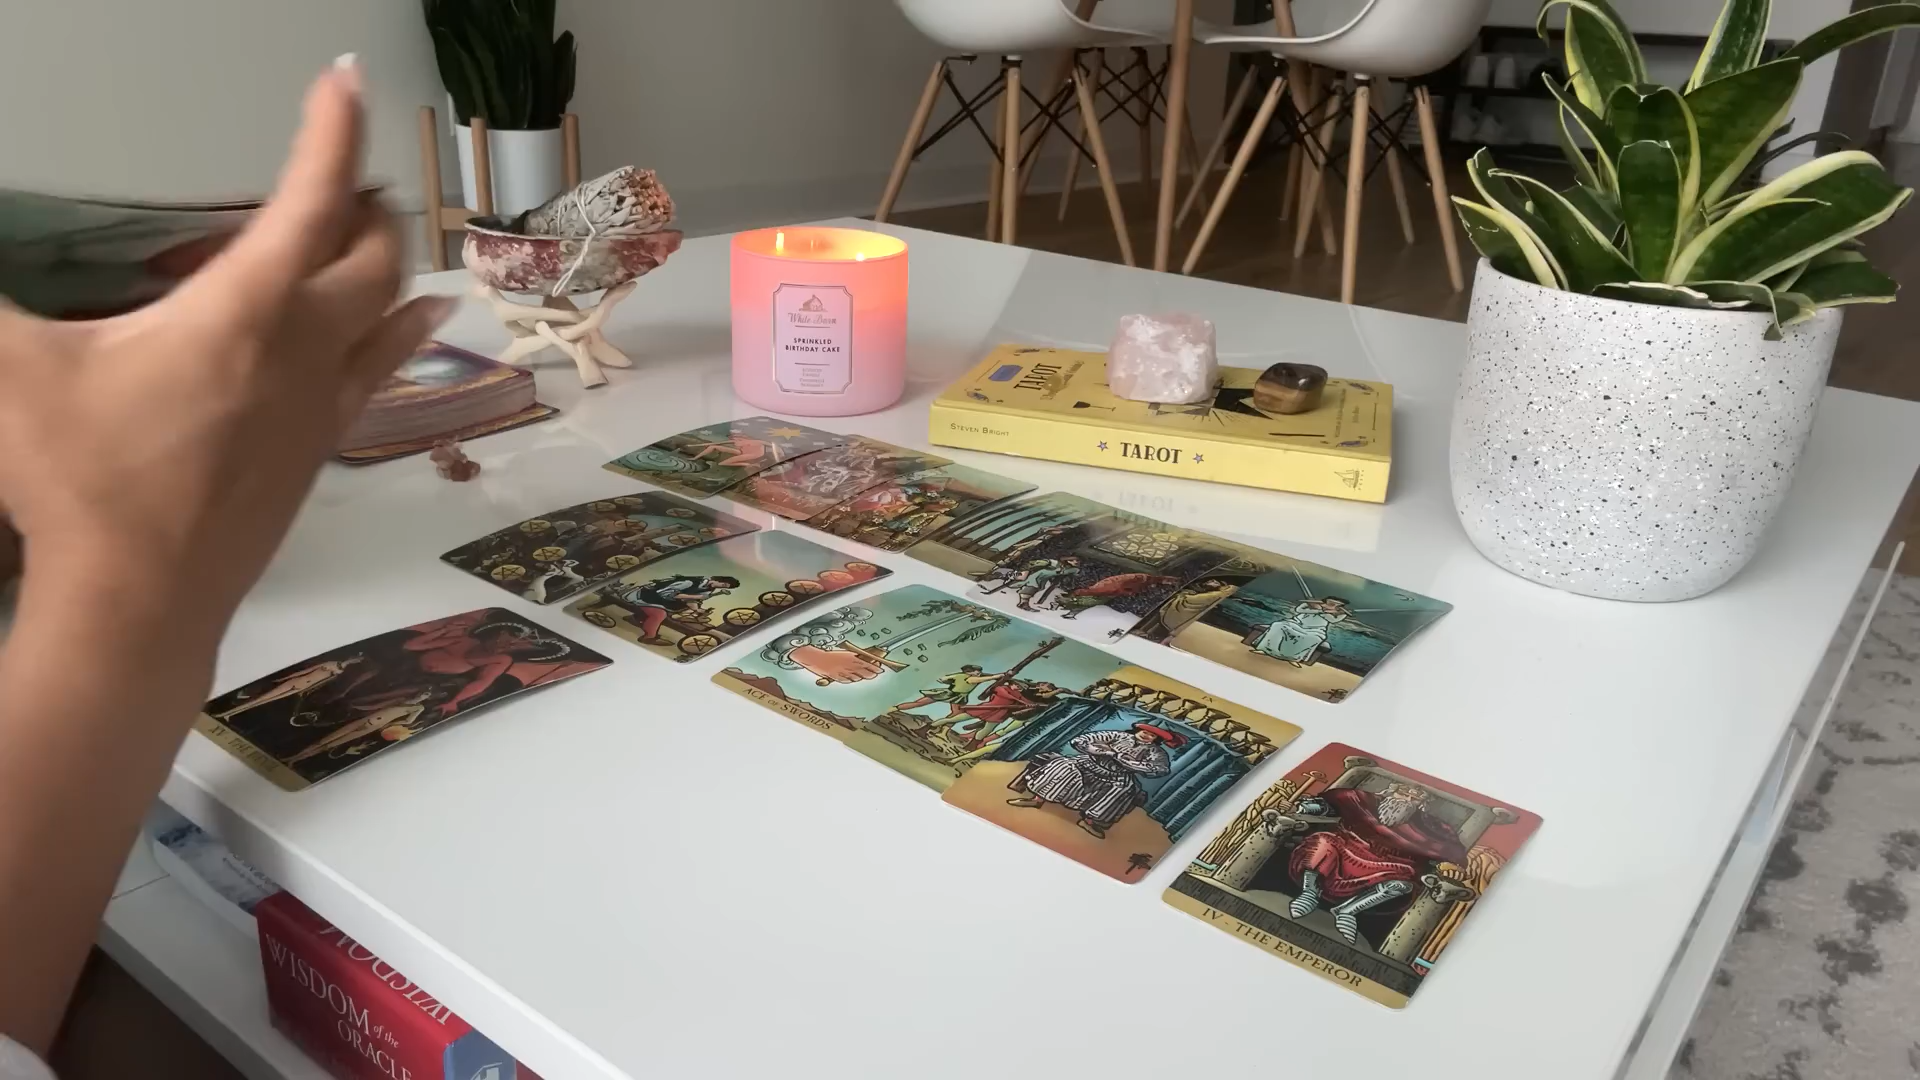 White Barn
SPRINKLED
BIRTHDAY CAKE
TAROT
STEVEN BRIGHT
TAROT
ACE OF SWORDS
IX
XV THE DEVIL
IV - THE EMPEROR
WISDOM
of the
ORACLE